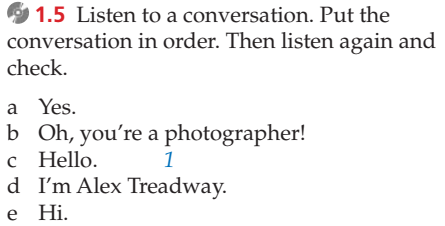 1.5 Listen to a conversation. Put the
conversation in order. Then listen again and
check.
a Yes.
b Oh, you're a photographer!
c Hello. 1
d I'm Alex Treadway.
e Hi.